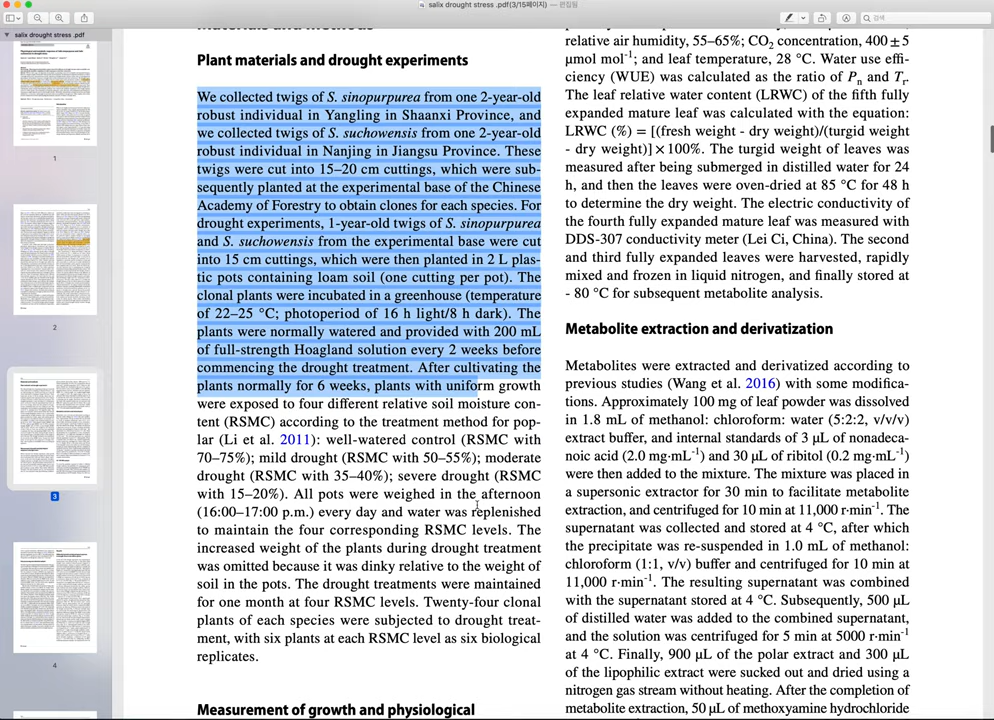 salix drought stress .pdf(3/15페이지) — 편집됨
검색
salix drought stress .pdf
1
2
3
4
Materials and methods
Plant materials and drought experiments
We collected twigs of S. sinopurpurea from one 2-year-old
robust individual in Yangling in Shaanxi Province, and
we collected twigs of S. suchowensis from one 2-year-old
robust individual in Nanjing in Jiangsu Province. These
twigs were cut into 15–20 cm cuttings, which were sub-
sequently planted at the experimental base of the Chinese
Academy of Forestry to obtain clones for each species. For
drought experiments, 1-year-old twigs of S. sinopurpurea
and S. suchowensis from the experimental base were cut
into 15 cm cuttings, which were then planted in 2 L plas-
tic pots containing loam soil (one cutting per pot). The
clonal plants were incubated in a greenhouse (temperature
of 22–25 °C; photoperiod of 16 h light/8 h dark). The
plants were normally watered and provided with 200 mL
of full-strength Hoagland solution every 2 weeks before
commencing the drought treatment. After cultivating the
plants normally for 6 weeks, plants with uniform growth
were exposed to four different relative soil moisture con-
tent (RSMC) according to the treatment method for pop-
lar (Li et al. 2011): well-watered control (RSMC with
70–75%); mild drought (RSMC with 50–55%); moderate
drought (RSMC with 35–40%); severe drought (RSMC
with 15–20%). All pots were weighed in the afternoon
(16:00–17:00 p.m.) every day and water was replenished
to maintain the four corresponding RSMC levels. The
increased weight of the plants during drought treatment
was omitted because it was dinky relative to the weight of
soil in the pots. The drought treatments were maintained
for one month at four RSMC levels. Twenty-four clonal
plants of each species were subjected to drought treat-
ment, with six plants at each RSMC level as six biological
replicates.
Measurement of growth and physiological
relative air humidity, 55–65%; CO2 concentration, 400 ± 5
μmol mol−1; and leaf temperature, 28 °C. Water use effi-
ciency (WUE) was calculated as the ratio of Pn and Tr.
The leaf relative water content (LRWC) of the fifth fully
expanded mature leaf was calculated with the equation:
LRWC (%) = [(fresh weight - dry weight)/(turgid weight
- dry weight)] × 100%. The turgid weight of leaves was
measured after being submerged in distilled water for 24
h, and then the leaves were oven-dried at 85 °C for 48 h
to determine the dry weight. The electric conductivity of
the fourth fully expanded mature leaf was measured with
DDS-307 conductivity meter (Lei Ci, China). The second
and third fully expanded leaves were harvested, rapidly
mixed and frozen in liquid nitrogen, and finally stored at
- 80 °C for subsequent metabolite analysis.
Metabolite extraction and derivatization
Metabolites were extracted and derivatized according to
previous studies (Wang et al. 2016) with some modifica-
tions. Approximately 100 mg of leaf powder was dissolved
in 1.8 mL of methanol: chloroform: water (5:2:2, v/v/v)
extract buffer, and internal standards of 3 μL of nonadeca-
noic acid (2.0 mg·mL−1) and 30 μL of ribitol (0.2 mg·mL−1)
were then added to the mixture. The mixture was placed in
a supersonic extractor for 30 min to facilitate metabolite
extraction, and centrifuged for 10 min at 11,000 r·min−1. The
supernatant was collected and stored at 4 °C, after which
the precipitate was re-suspended in 1.0 mL of methanol:
chloroform (1:1, v/v) buffer and centrifuged for 10 min at
11,000 r·min−1. The resulting supernatant was combined
with the supernatant stored at 4 °C. Subsequently, 500 μL
of distilled water was added to the combined supernatant,
and the solution was centrifuged for 5 min at 5000 r·min−1
at 4 °C. Finally, 900 μL of the polar extract and 300 μL
of the lipophilic extract were sucked out and dried using a
nitrogen gas stream without heating. After the completion of
metabolite extraction, 50 μL of methoxyamine hydrochloride